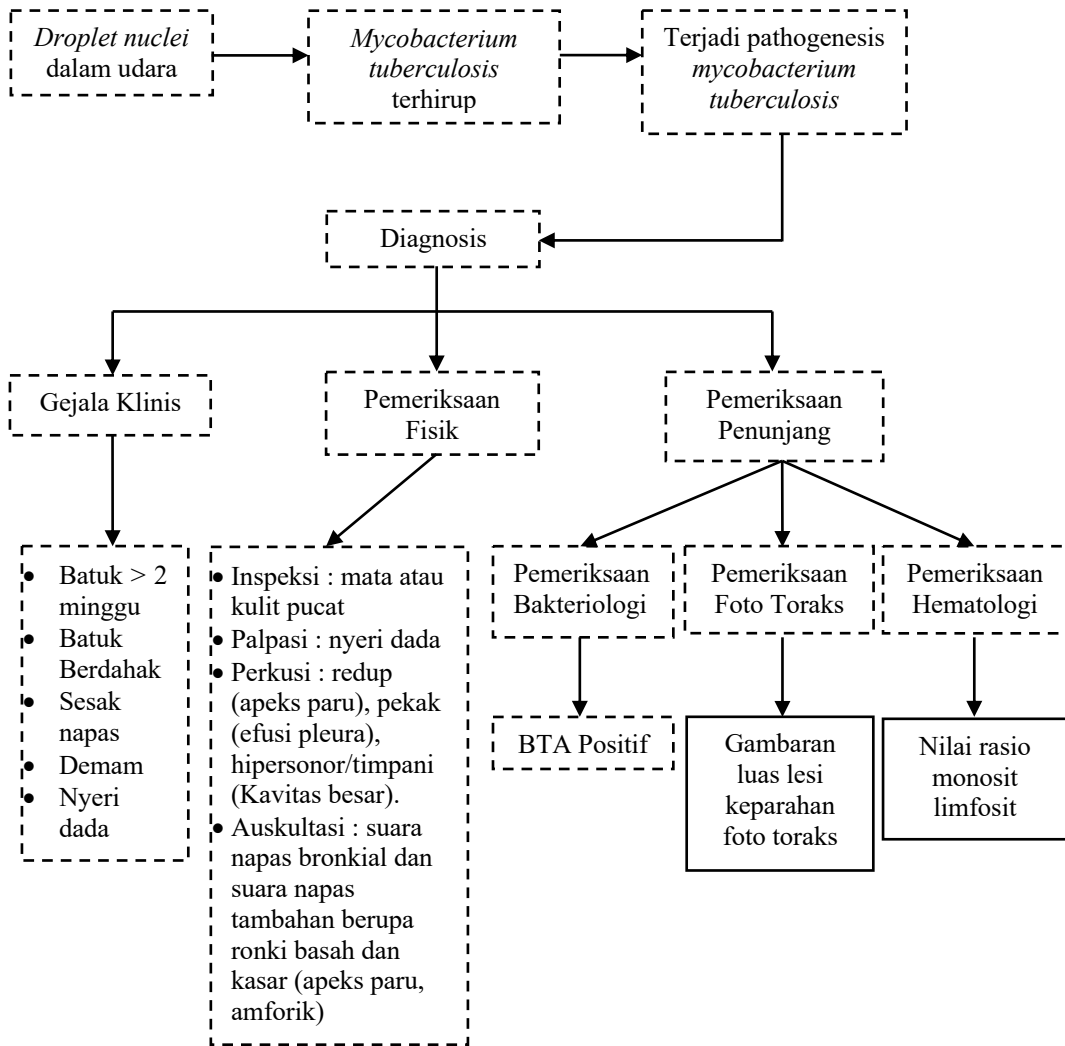 Droplet nuclei
dalam udara
Mycobacterium
tuberculosis
terhirup
Terjadi pathogenesis
mycobacterium
tuberculosis
Diagnosis
Gejala Klinis
Pemeriksaan
Fisik
Pemeriksaan
Penunjang
• Batuk > 2
minggu
• Batuk
Berdahak
• Sesak
napas
• Demam
• Nyeri
dada
• Inspeksi : mata atau
kulit pucat
• Palpasi : nyeri dada
• Perkusi : redup
(apeks paru), pekak
(efusi pleura),
hipersonor/timpani
(Kavitas besar).
• Auskultasi : suara
napas bronkial dan
suara napas
tambahan berupa
ronki basah dan
kasar (apeks paru,
amforik)
Pemeriksaan
Bakteriologi
Pemeriksaan
Foto Toraks
Pemeriksaan
Hematologi
BTA Positif
Gambaran
luas lesi
keparahan
foto toraks
Nilai rasio
monosit
limfosit